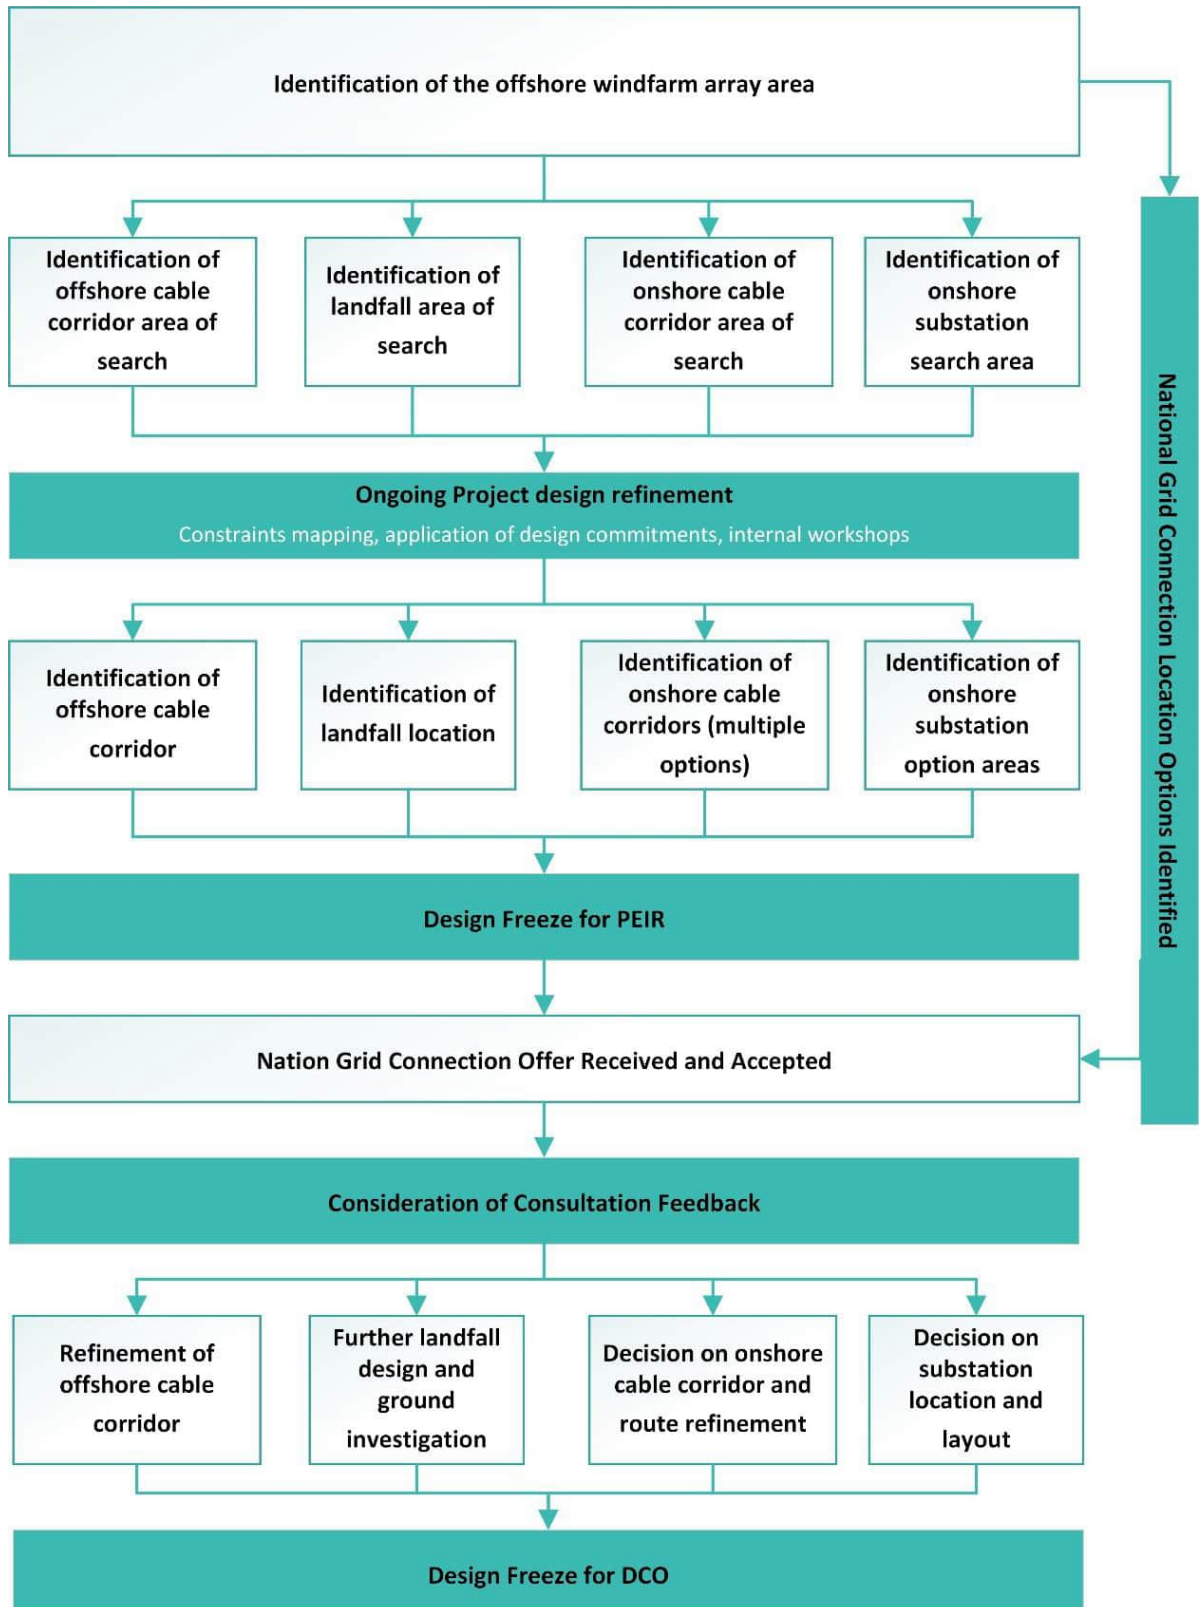 Identification of the offshore windfarm array area
Identification of
offshore cable
corridor area of
search
Identification of
landfall area of
search
Identification of
onshore cable
corridor area of
search
Identification of
onshore
substation
search area
National Grid Connection Location Options Identified
Ongoing Project design refinement
Constraints mapping, application of design commitments, internal workshops
Identification of
offshore cable
corridor
Identification of
landfall location
Identification of
onshore cable
corridors (multiple
options)
Identification of
onshore
substation
option areas
Design Freeze for PEIR
Nation Grid Connection Offer Received and Accepted
Consideration of Consultation Feedback
Refinement of
offshore cable
corridor
Further landfall
design and
ground
investigation
Decision on onshore
cable corridor and
route refinement
Decision on
substation
location and
layout
Design Freeze for DCO